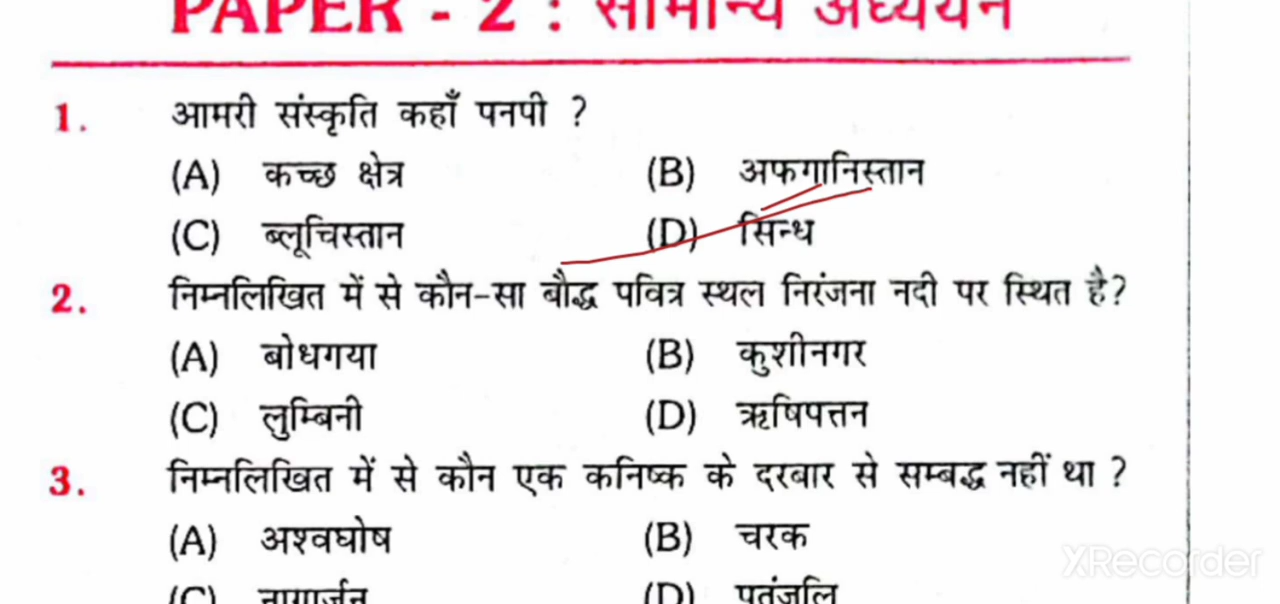 PAPER - 2 : सामान्य अध्ययन
1. आमरी संस्कृति कहाँ पनपी ?
(A) कच्छ क्षेत्र (B) अफगानिस्तान
(C) ब्लूचिस्तान (D) सिन्ध
2. निम्नलिखित में से कौन-सा बौद्ध पवित्र स्थल निरंजना नदी पर स्थित है?
(A) बोधगया (B) कुशीनगर
(C) लुम्बिनी (D) ऋषिपत्तन
3. निम्नलिखित में से कौन एक कनिष्क के दरबार से सम्बद्ध नहीं था ?
(A) अश्वघोष (B) चरक
(C) नागार्जुन (D) पतंजलि
XRecorder